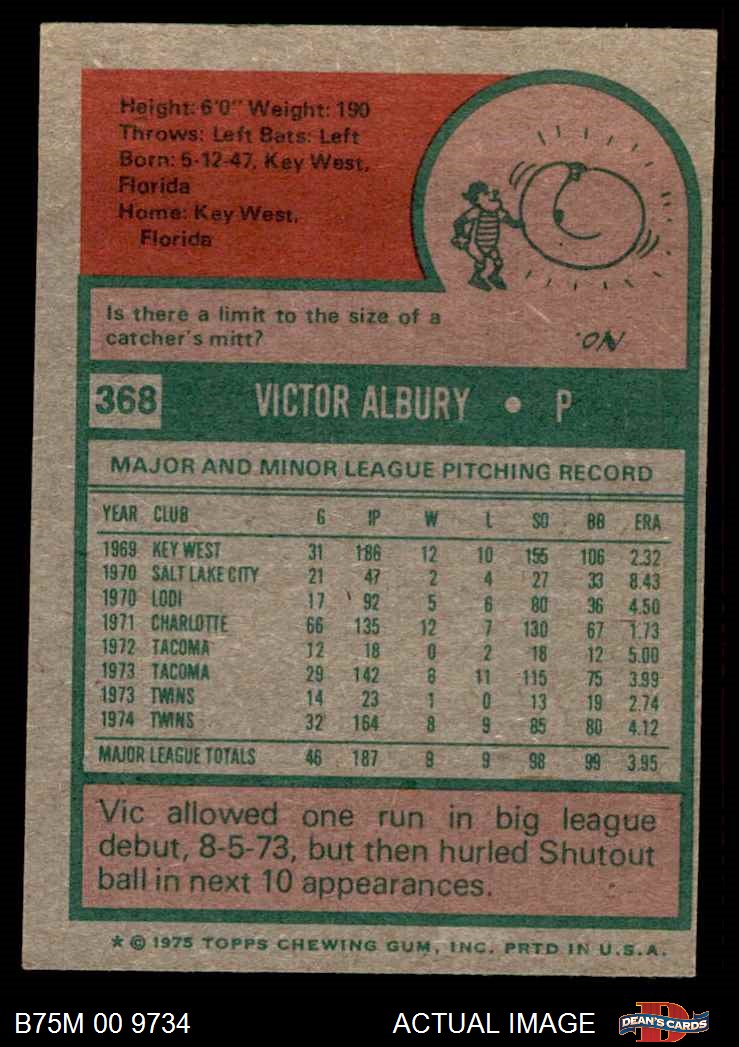 Height: 6'0" Weight: 190
Throws: Left Bats: Left
Born: 5-12-47, Key West,
Florida
Home: Key West,
Florida
Is there a limit to the size of a
catcher's mitt?
NO.
368 VICTOR ALBURY • P
MAJOR AND MINOR LEAGUE PITCHING RECORD
YEAR CLUB G IP W L SO BB ERA
1969 KEY WEST 31 186 12 10 155 106 2.32
1970 SALT LAKE CITY 21 47 2 4 27 33 8.43
1970 LODI 17 92 5 6 80 36 4.50
1971 CHARLOTTE 66 135 12 7 130 67 1.73
1972 TACOMA 12 18 0 2 18 12 5.00
1973 TACOMA 29 142 8 11 115 75 3.99
1973 TWINS 14 23 1 0 13 19 2.74
1974 TWINS 32 164 8 9 85 80 4.12
MAJOR LEAGUE TOTALS 46 187 9 9 98 99 3.95
Vic allowed one run in big league
debut, 8-5-73, but then hurled Shutout
ball in next 10 appearances.
* © 1975 TOPPS CHEWING GUM, INC. PRTD IN U.S.A.
B75M 00 9734 ACTUAL IMAGE D DEAN'S CARDS